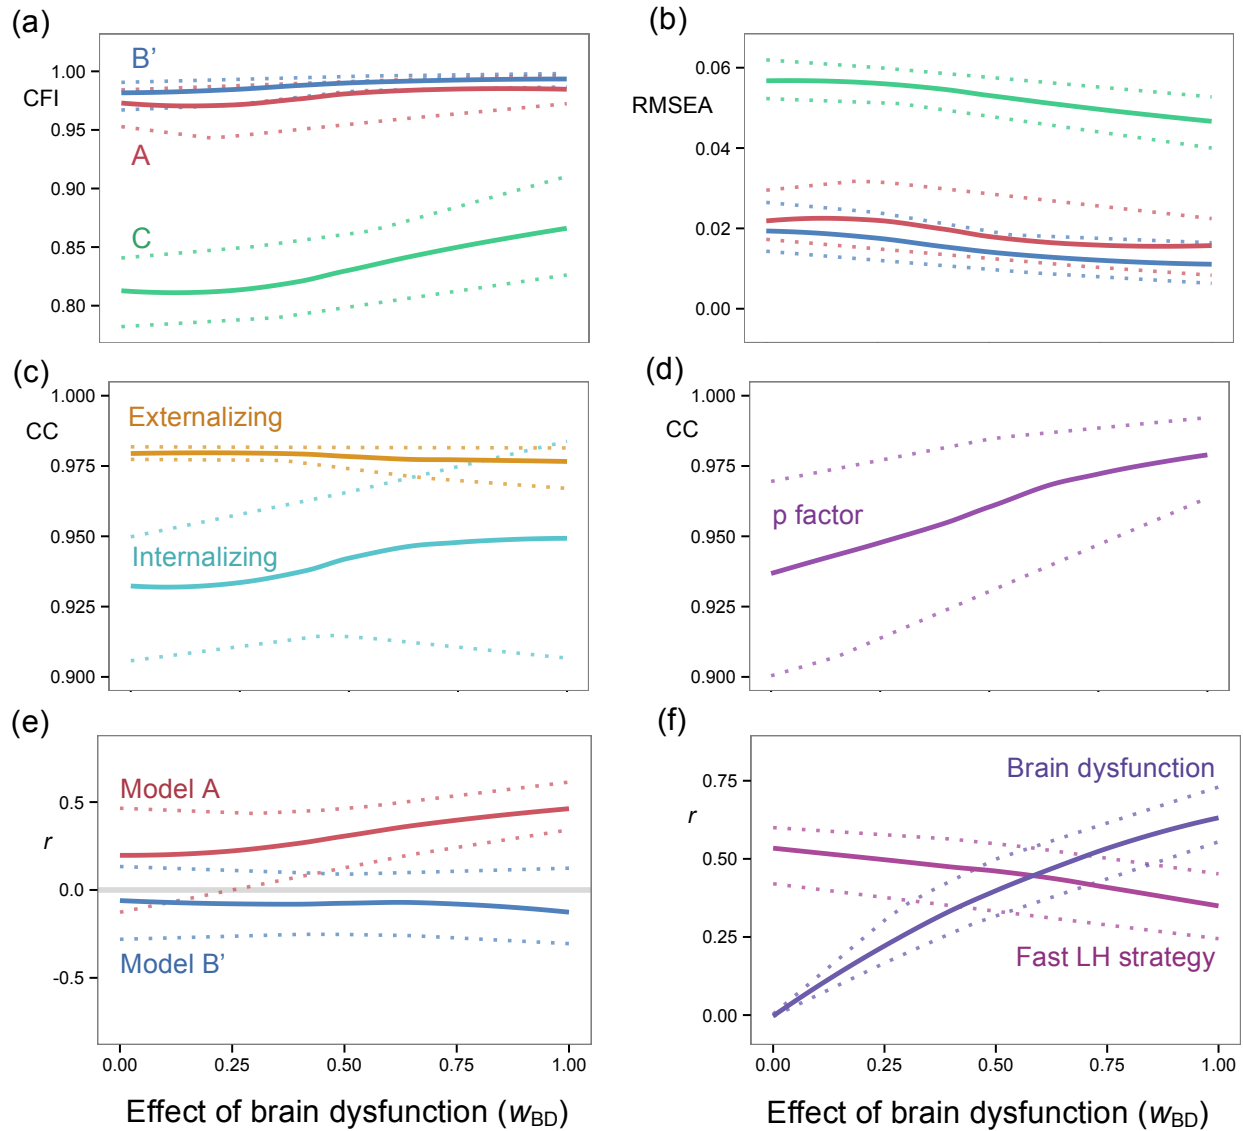 (a)
B’
1.00
CFI
0.95
A
0.90
C
0.85
0.80
(b)
0.06
RMSEA
0.04
0.02
0.00
(c)
1.000
Externalizing
CC
0.975
0.950
Internalizing
0.925
0.900
(d)
1.000
CC
0.975
p factor
0.950
0.925
0.900
(e)
Model A
0.5
r
0.0
Model B’
-0.5
0.00 0.25 0.50 0.75 1.00
Effect of brain dysfunction (wBD)
(f)
Brain dysfunction
0.75
r
0.50
0.25
Fast LH strategy
0.00
0.00 0.25 0.50 0.75 1.00
Effect of brain dysfunction (wBD)